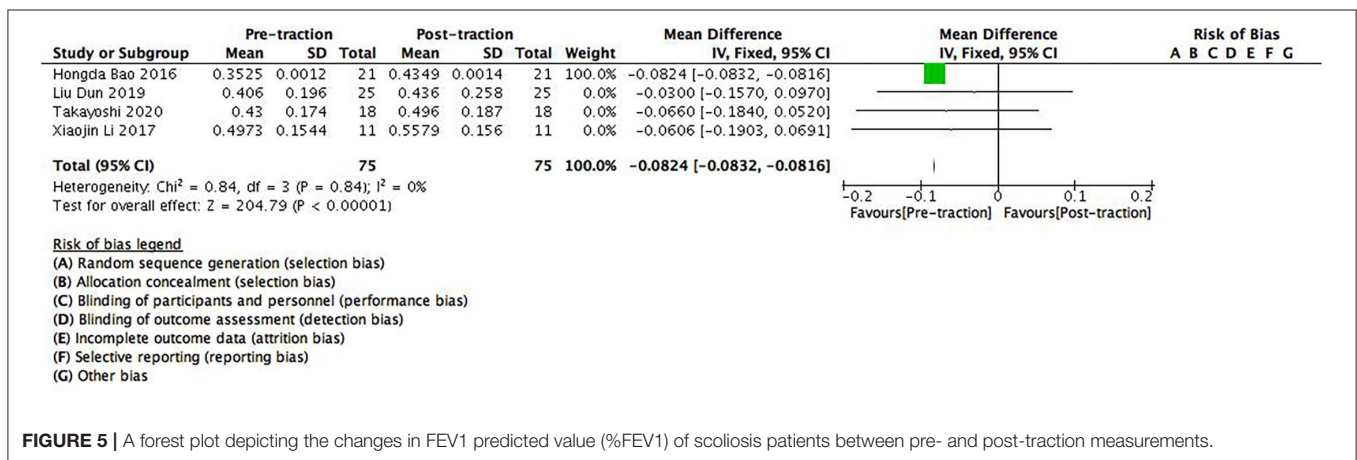 Pre-traction Post-traction Mean Difference Mean Difference Risk of Bias
Study or Subgroup Mean SD Total Mean SD Total Weight IV, Fixed, 95% CI IV, Fixed, 95% CI A B C D E F G
Hongda Bao 2016 0.3525 0.0012 21 0.4349 0.0014 21 100.0% -0.0824 [-0.0832, -0.0816]
Liu Dun 2019 0.406 0.196 25 0.436 0.258 25 0.0% -0.0300 [-0.1570, 0.0970]
Takayoshi 2020 0.43 0.174 18 0.496 0.187 18 0.0% -0.0660 [-0.1840, 0.0520]
Xiaojin Li 2017 0.4973 0.1544 11 0.5579 0.156 11 0.0% -0.0606 [-0.1903, 0.0691]
Total (95% CI) 75 75 100.0% -0.0824 [-0.0832, -0.0816]
Heterogeneity: Chi² = 0.84, df = 3 (P = 0.84); I² = 0%
Test for overall effect: Z = 204.79 (P < 0.00001)
-0.2 -0.1 0 0.1 0.2
Favours[Pre-traction] Favours[Post-traction]
Risk of bias legend
(A) Random sequence generation (selection bias)
(B) Allocation concealment (selection bias)
(C) Blinding of participants and personnel (performance bias)
(D) Blinding of outcome assessment (detection bias)
(E) Incomplete outcome data (attrition bias)
(F) Selective reporting (reporting bias)
(G) Other bias
FIGURE 5 | A forest plot depicting the changes in FEV1 predicted value (%FEV1) of scoliosis patients between pre- and post-traction measurements.